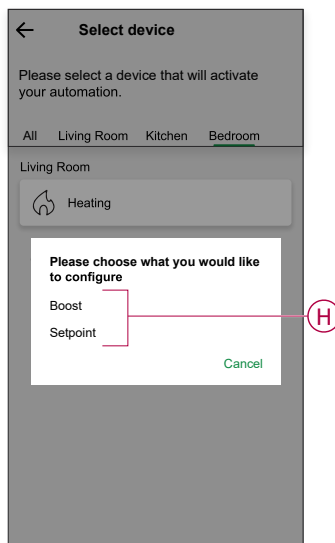 Select device
Please select a device that will activate
your automation.
All Living Room Kitchen Bedroom
Living Room
Heating
Please choose what you would like
to configure
Boost
Setpoint
H
Cancel